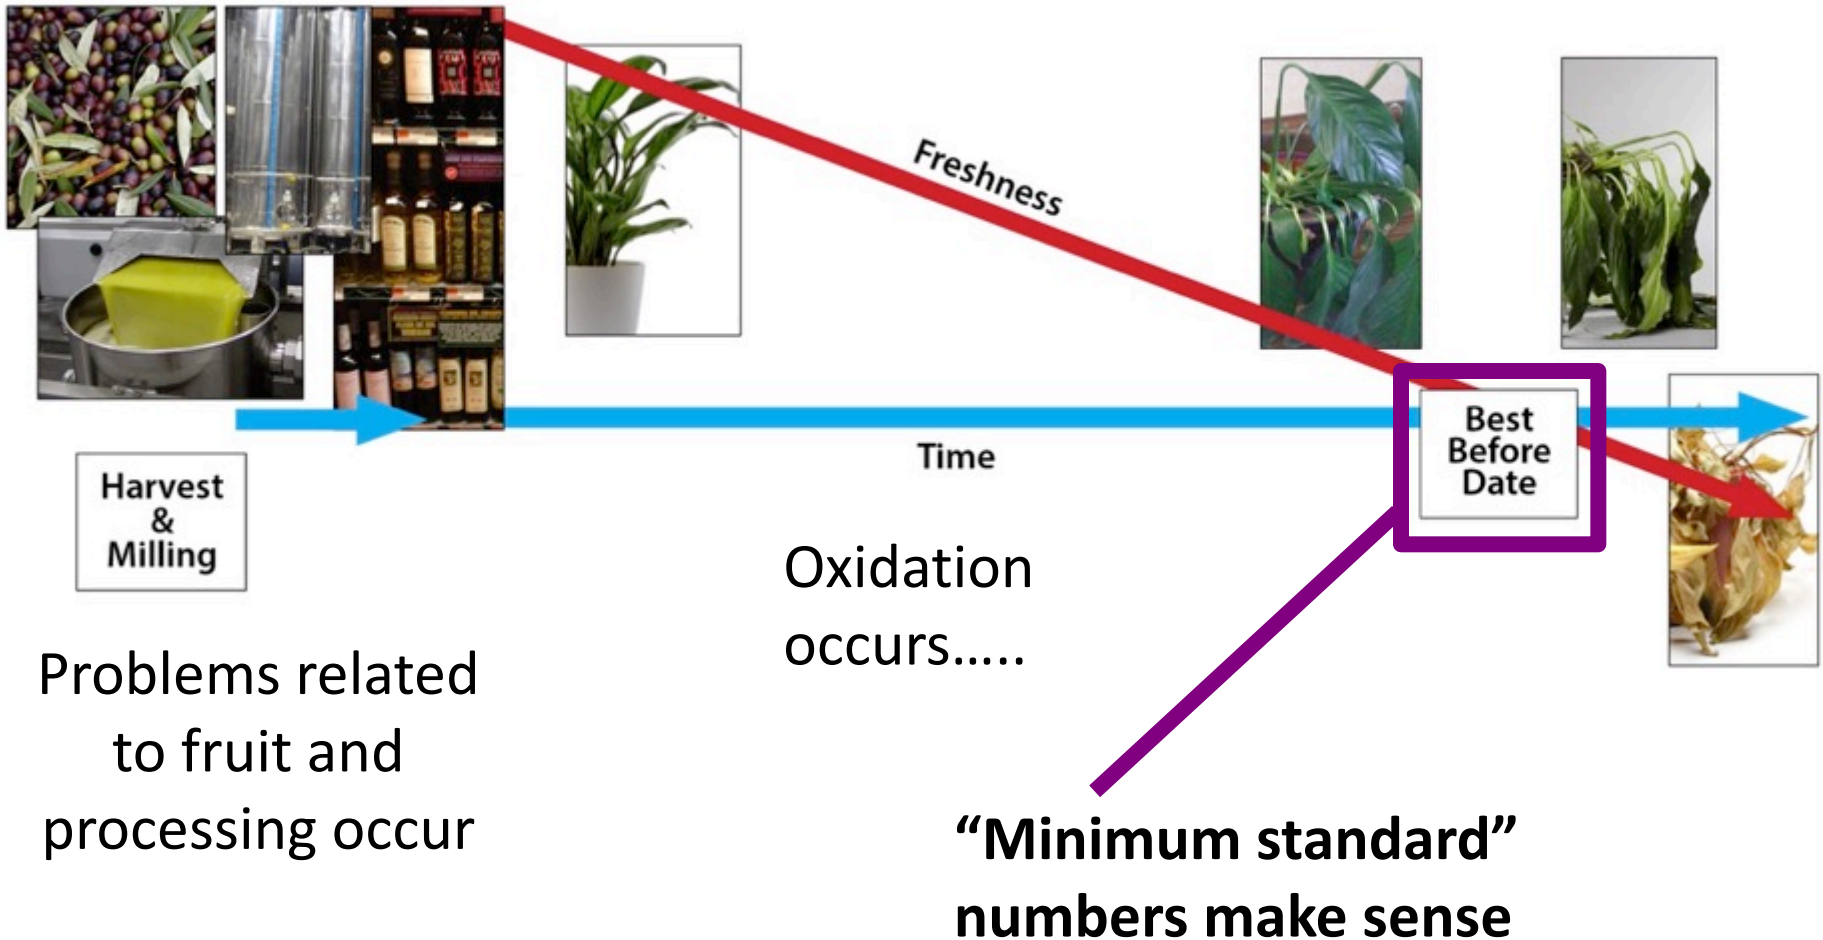 Freshness
Time
Best
Before
Date
Harvest
&
Milling
Oxidation
occurs…..
Problems related
to fruit and
processing occur
“Minimum standard”
numbers make sense